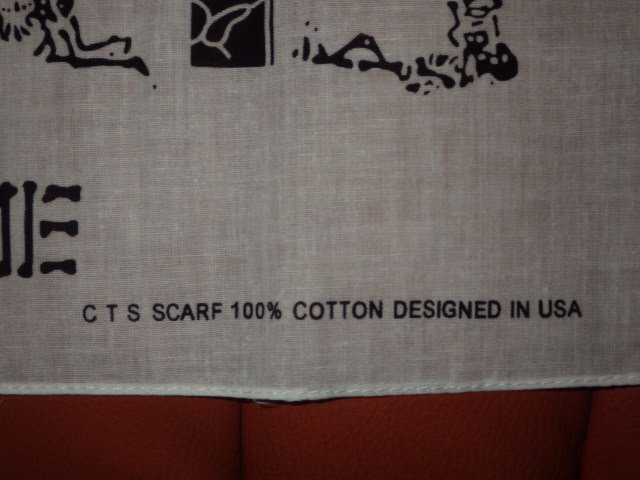 C T S SCARF 100% COTTON DESIGNED IN USA